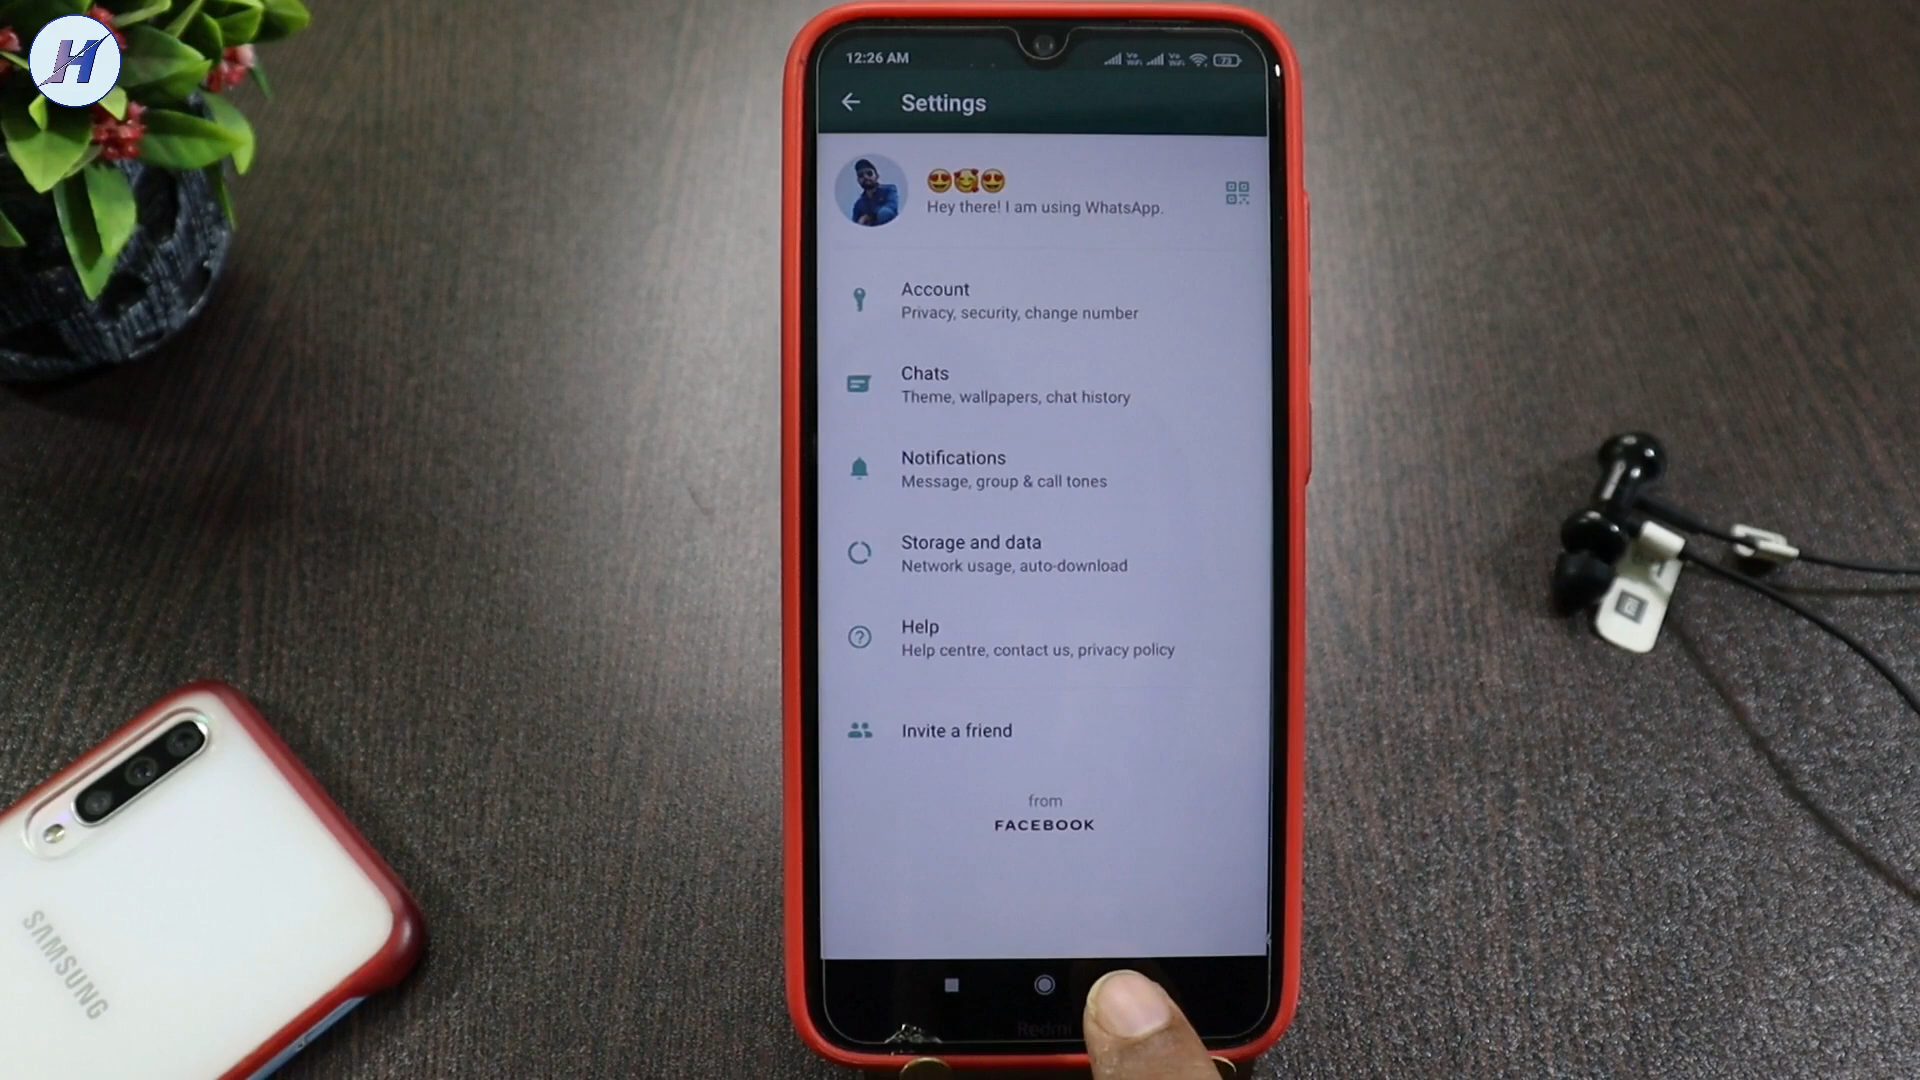 H
12:26 AM
73
Settings
😍🥰😍
Hey there! I am using WhatsApp.
Account
Privacy, security, change number
Chats
Theme, wallpapers, chat history
Notifications
Message, group & call tones
Storage and data
Network usage, auto-download
Help
Help centre, contact us, privacy policy
Invite a friend
from
FACEBOOK
Redmi
SAMSUNG